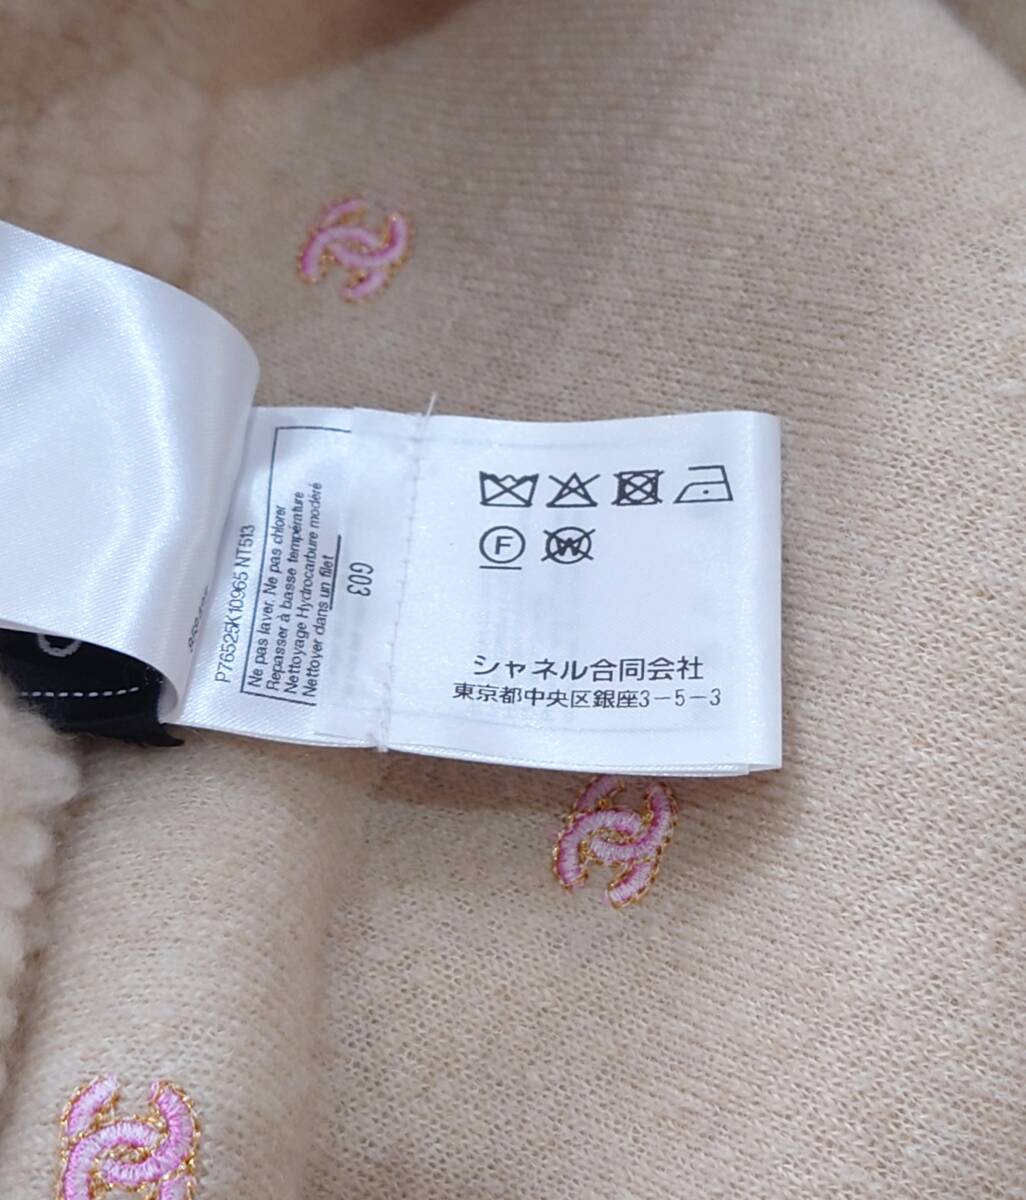 P76525K10965 NT513
Ne pas laver. Ne pas chlorer
Repasser à basse température
Nettoyage Hydrocarbure modéré
Nettoyer dans un filet
G03
F
W
シャネル合同会社
東京都中央区銀座3-5-3